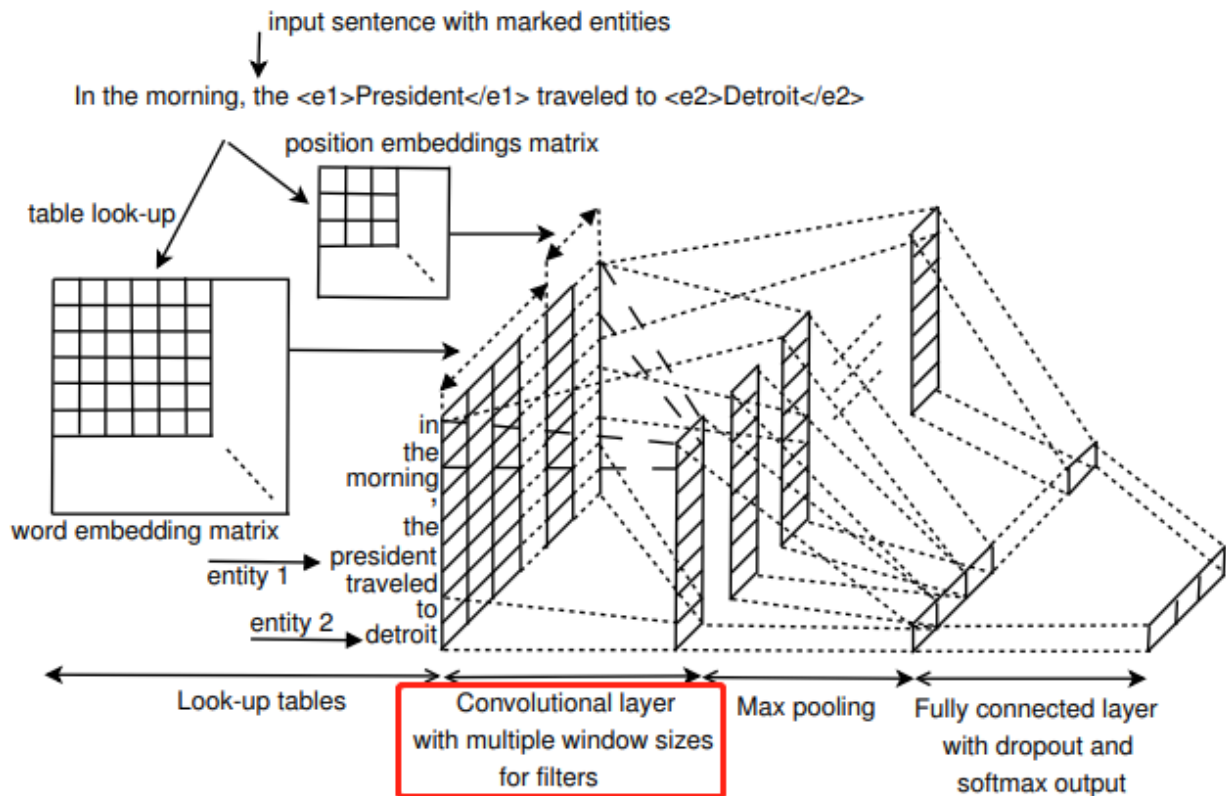 input sentence with marked entities
In the morning, the <e1>President</e1> traveled to <e2>Detroit</e2>
position embeddings matrix
table look-up
word embedding matrix
in
the
morning
,
the
president
traveled
to
detroit
entity 1
entity 2
Look-up tables
Convolutional layer
with multiple window sizes
for filters
Max pooling
Fully connected layer
with dropout and
softmax output